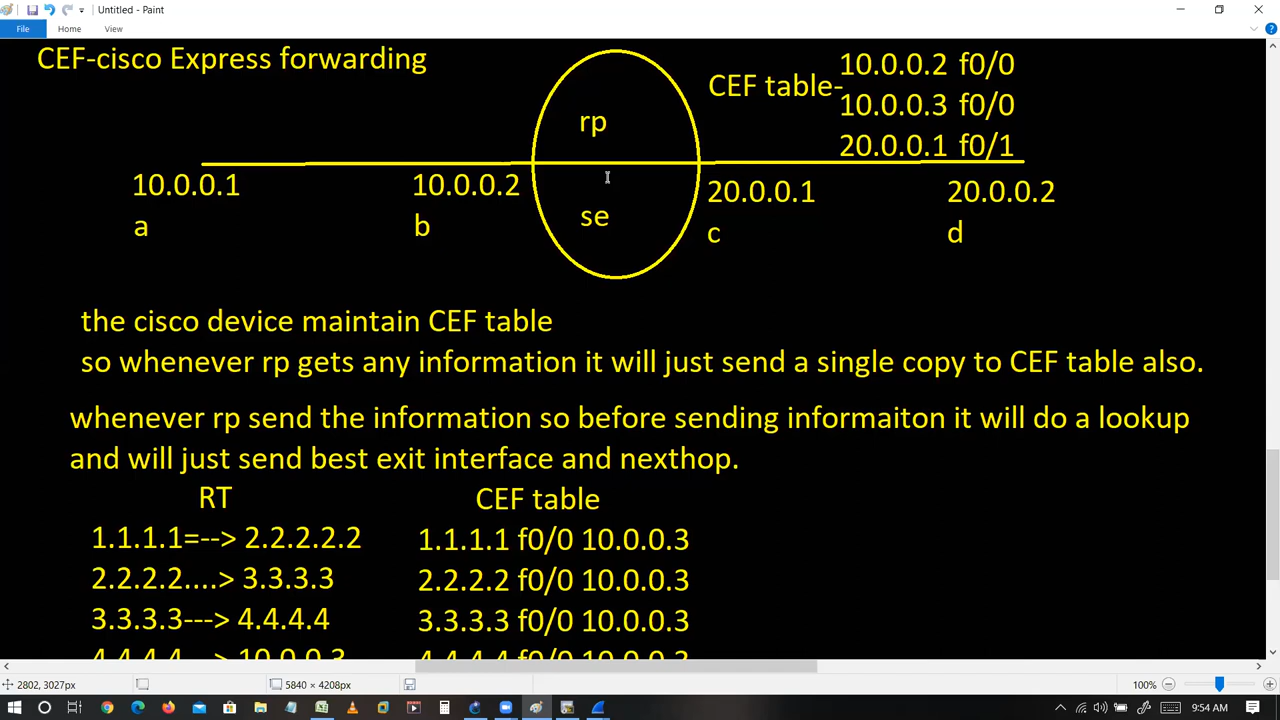 Untitled - Paint
File Home View
CEF-cisco Express forwarding
CEF table-
10.0.0.2 f0/0
10.0.0.3 f0/0
20.0.0.1 f0/1
rp
10.0.0.1 10.0.0.2 20.0.0.1 20.0.0.2
se
a b c d
the cisco device maintain CEF table
so whenever rp gets any information it will just send a single copy to CEF table also.
whenever rp send the information so before sending informaiton it will do a lookup
and will just send best exit interface and nexthop.
RT CEF table
1.1.1.1=--> 2.2.2.2.2 1.1.1.1 f0/0 10.0.0.3
2.2.2.2....> 3.3.3.3 2.2.2.2 f0/0 10.0.0.3
3.3.3.3---> 4.4.4.4 3.3.3.3 f0/0 10.0.0.3
2802, 3027px 5840 × 4208px 100%
9:54 AM